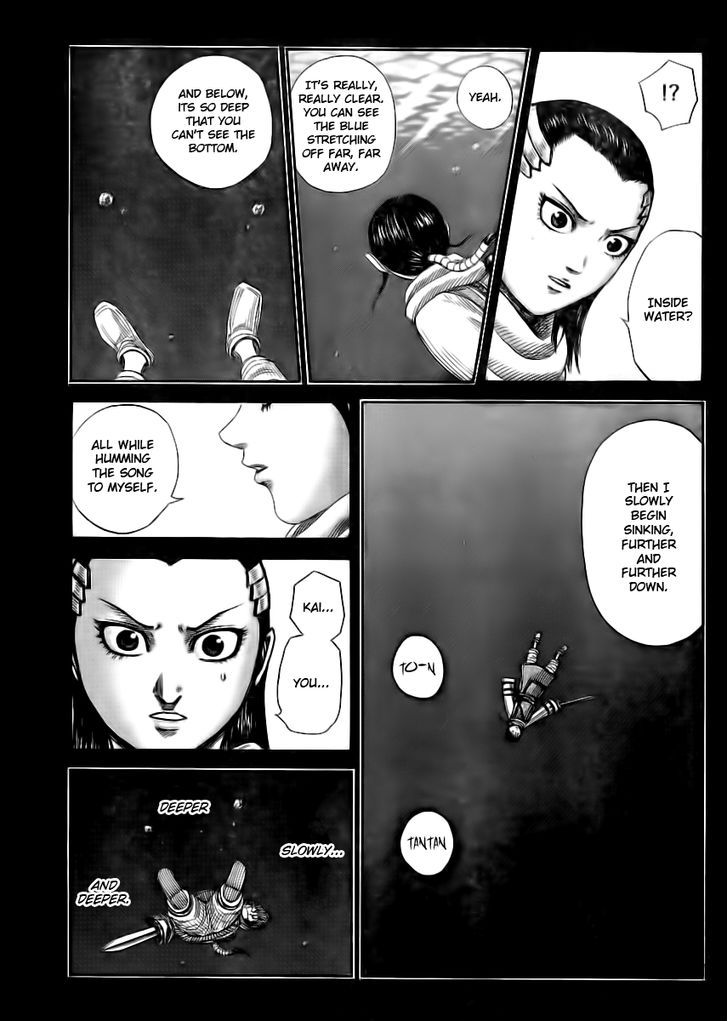 !?
INSIDE
WATER?
YEAH.
IT'S REALLY,
REALLY CLEAR.
YOU CAN SEE
THE BLUE
STRETCHING
OFF FAR, FAR
AWAY.
AND BELOW,
ITS SO DEEP
THAT YOU
CAN'T SEE THE
BOTTOM.
THEN I
SLOWLY
BEGIN
SINKING,
FURTHER
AND
FURTHER
DOWN.
TO-N
TANTAN
ALL WHILE
HUMMING
THE SONG
TO MYSELF.
KAI...
YOU...
SLOWLY...
DEEPER
AND
DEEPER.